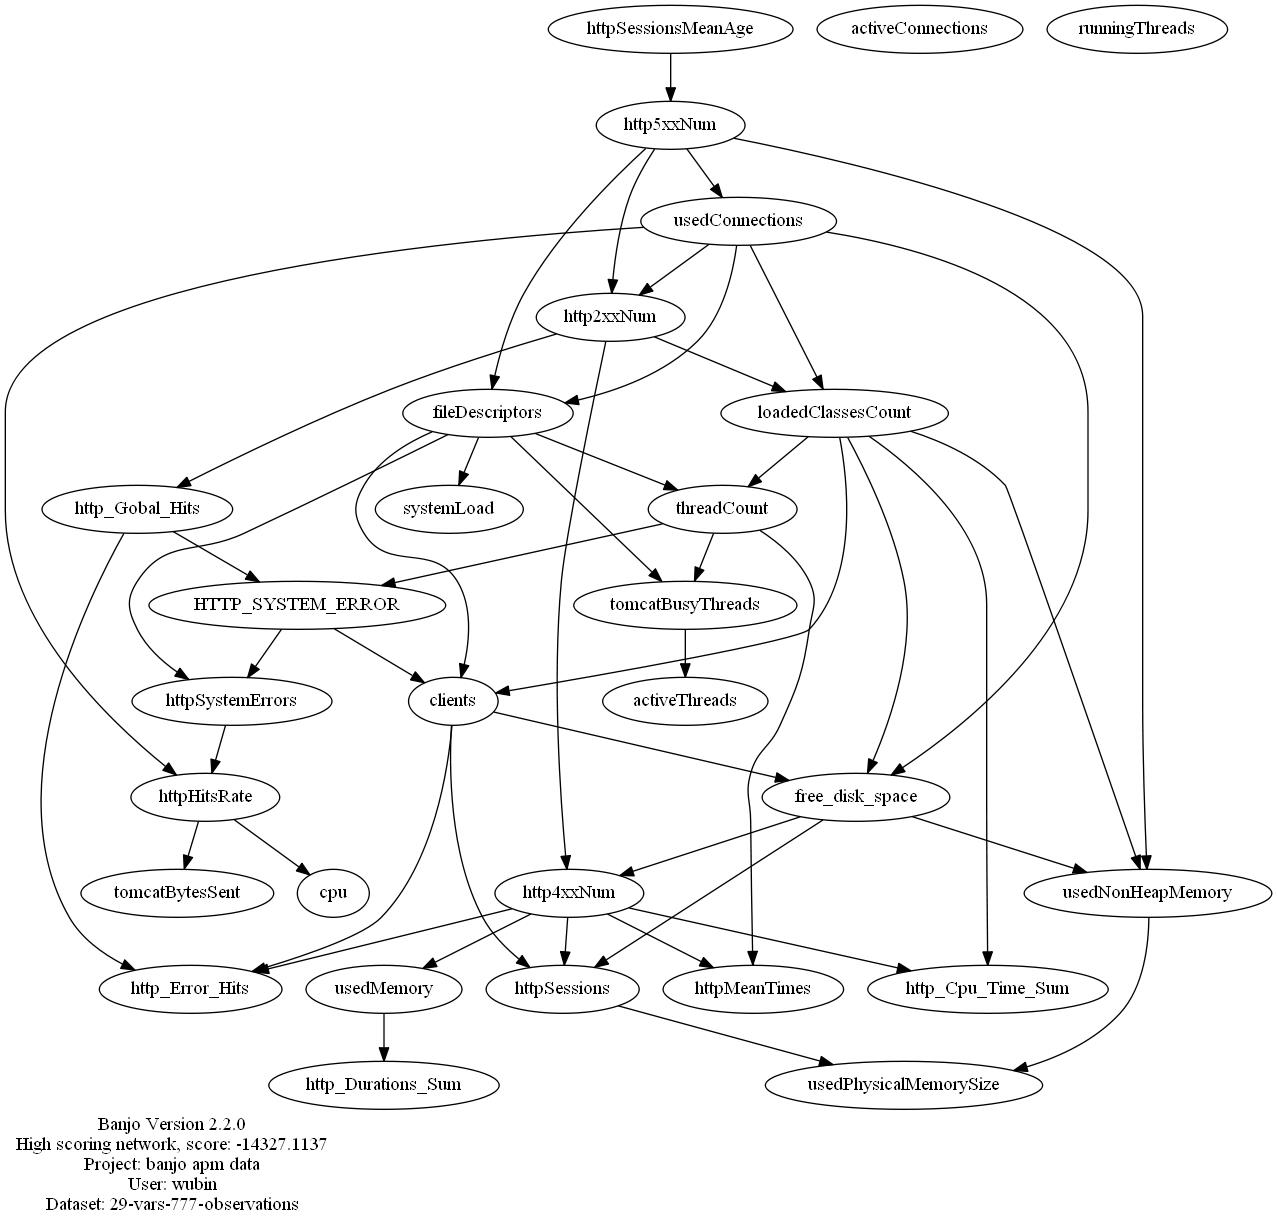 httpSessionsMeanAge
activeConnections
runningThreads
http5xxNum
usedConnections
http2xxNum
fileDescriptors
loadedClassesCount
http_Gobal_Hits
systemLoad
threadCount
HTTP_SYSTEM_ERROR
tomcatBusyThreads
httpSystemErrors
clients
activeThreads
httpHitsRate
free_disk_space
tomcatBytesSent
cpu
http4xxNum
usedNonHeapMemory
http_Error_Hits
usedMemory
httpSessions
httpMeanTimes
http_Cpu_Time_Sum
http_Durations_Sum
usedPhysicalMemorySize
Banjo Version 2.2.0
High scoring network, score: -14327.1137
Project: banjo apm data
User: wubin
Dataset: 29-vars-777-observations